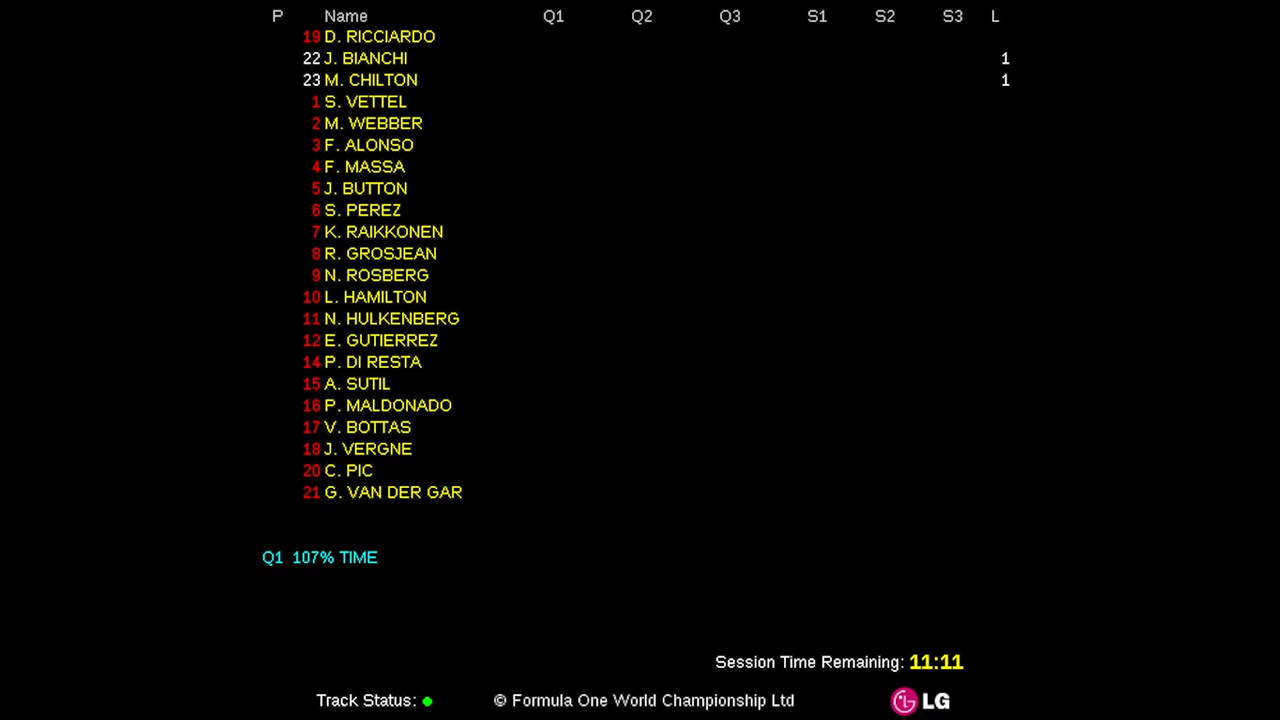 P Name Q1 Q2 Q3 S1 S2 S3 L
19 D. RICCIARDO
22 J. BIANCHI 1
23 M. CHILTON 1
1 S. VETTEL
2 M. WEBBER
3 F. ALONSO
4 F. MASSA
5 J. BUTTON
6 S. PEREZ
7 K. RAIKKONEN
8 R. GROSJEAN
9 N. ROSBERG
10 L. HAMILTON
11 N. HULKENBERG
12 E. GUTIERREZ
14 P. DI RESTA
15 A. SUTIL
16 P. MALDONADO
17 V. BOTTAS
18 J. VERGNE
20 C. PIC
21 G. VAN DER GAR
Q1 107% TIME
Session Time Remaining: 11:11
Track Status: © Formula One World Championship Ltd LG